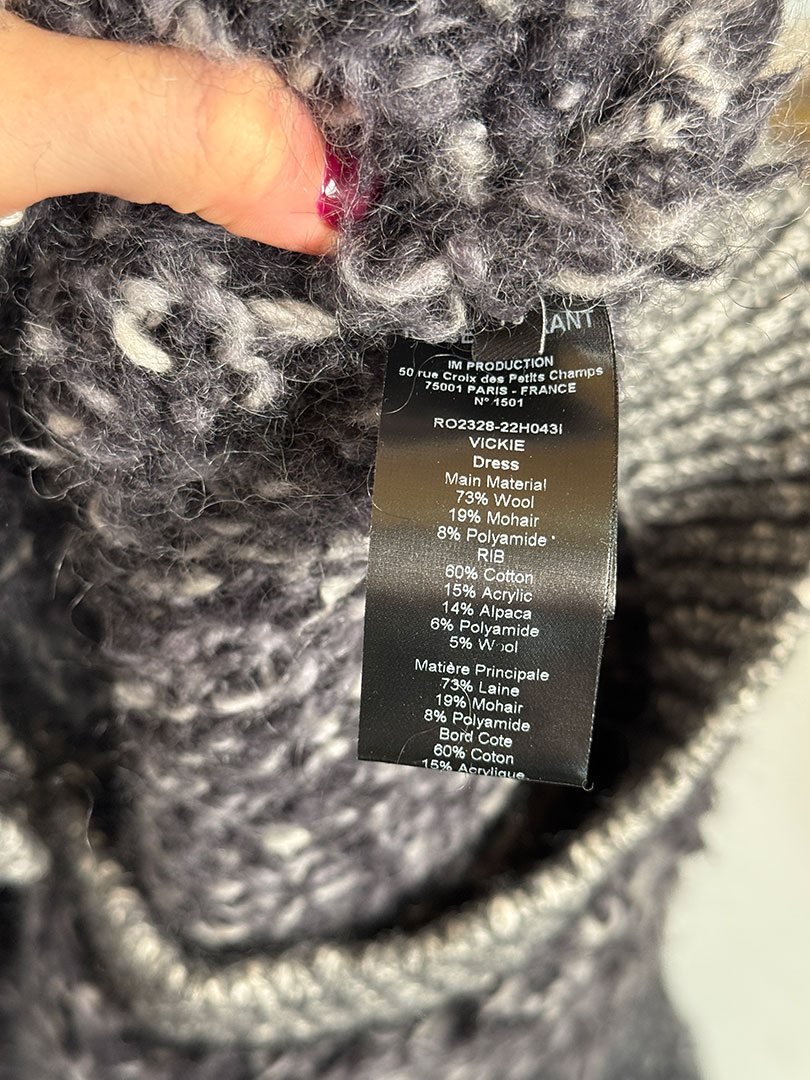 IM PRODUCTION
50 rue Croix des Petits Champs
75001 PARIS - FRANCE
N° 1501
RO2328-22H043I
VICKIE
Dress
Main Material
73% Wool
19% Mohair
8% Polyamide
RIB
60% Cotton
15% Acrylic
14% Alpaca
6% Polyamide
5% Wool
Matière Principale
73% Laine
19% Mohair
8% Polyamide
Bord Cote
60% Coton
15% Acrylique